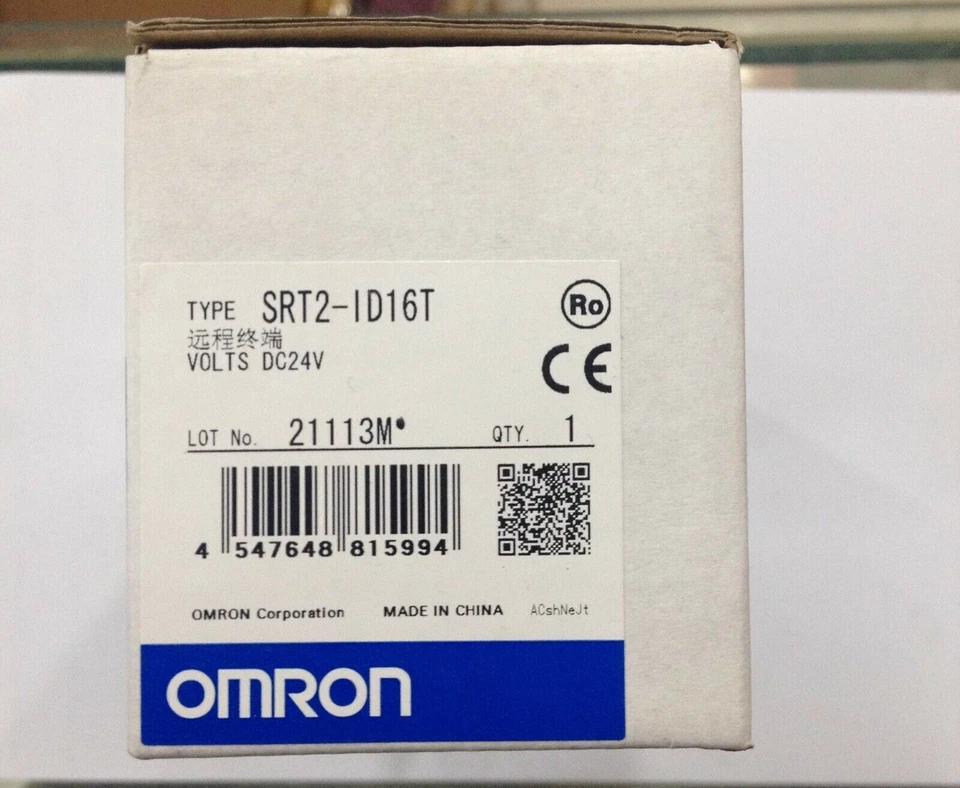 TYPE SRT2-ID16T
Ro
远程终端
CE
VOLTS DC24V
LOT No. 21113M•
QTY. 1
4 547648 815994
OMRON Corporation MADE IN CHINA ACshNeJt
OMRON